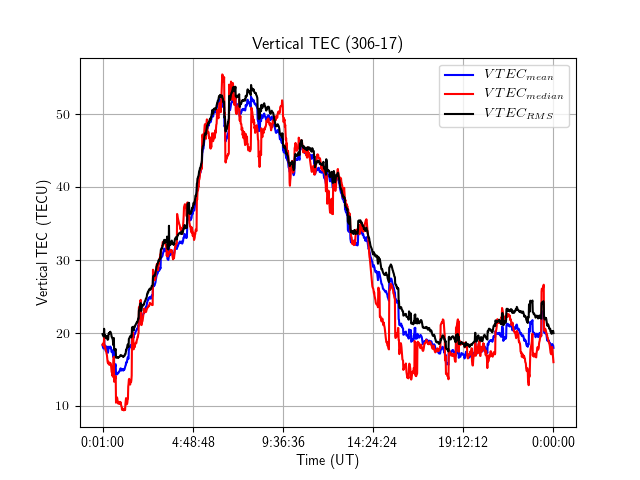 Vertical TEC (306-17)
VTEC_mean
VTEC_median
VTEC_RMS
Vertical TEC (TECU)
50
40
30
20
10
0:01:00 4:48:48 9:36:36 14:24:24 19:12:12 0:00:00
Time (UT)